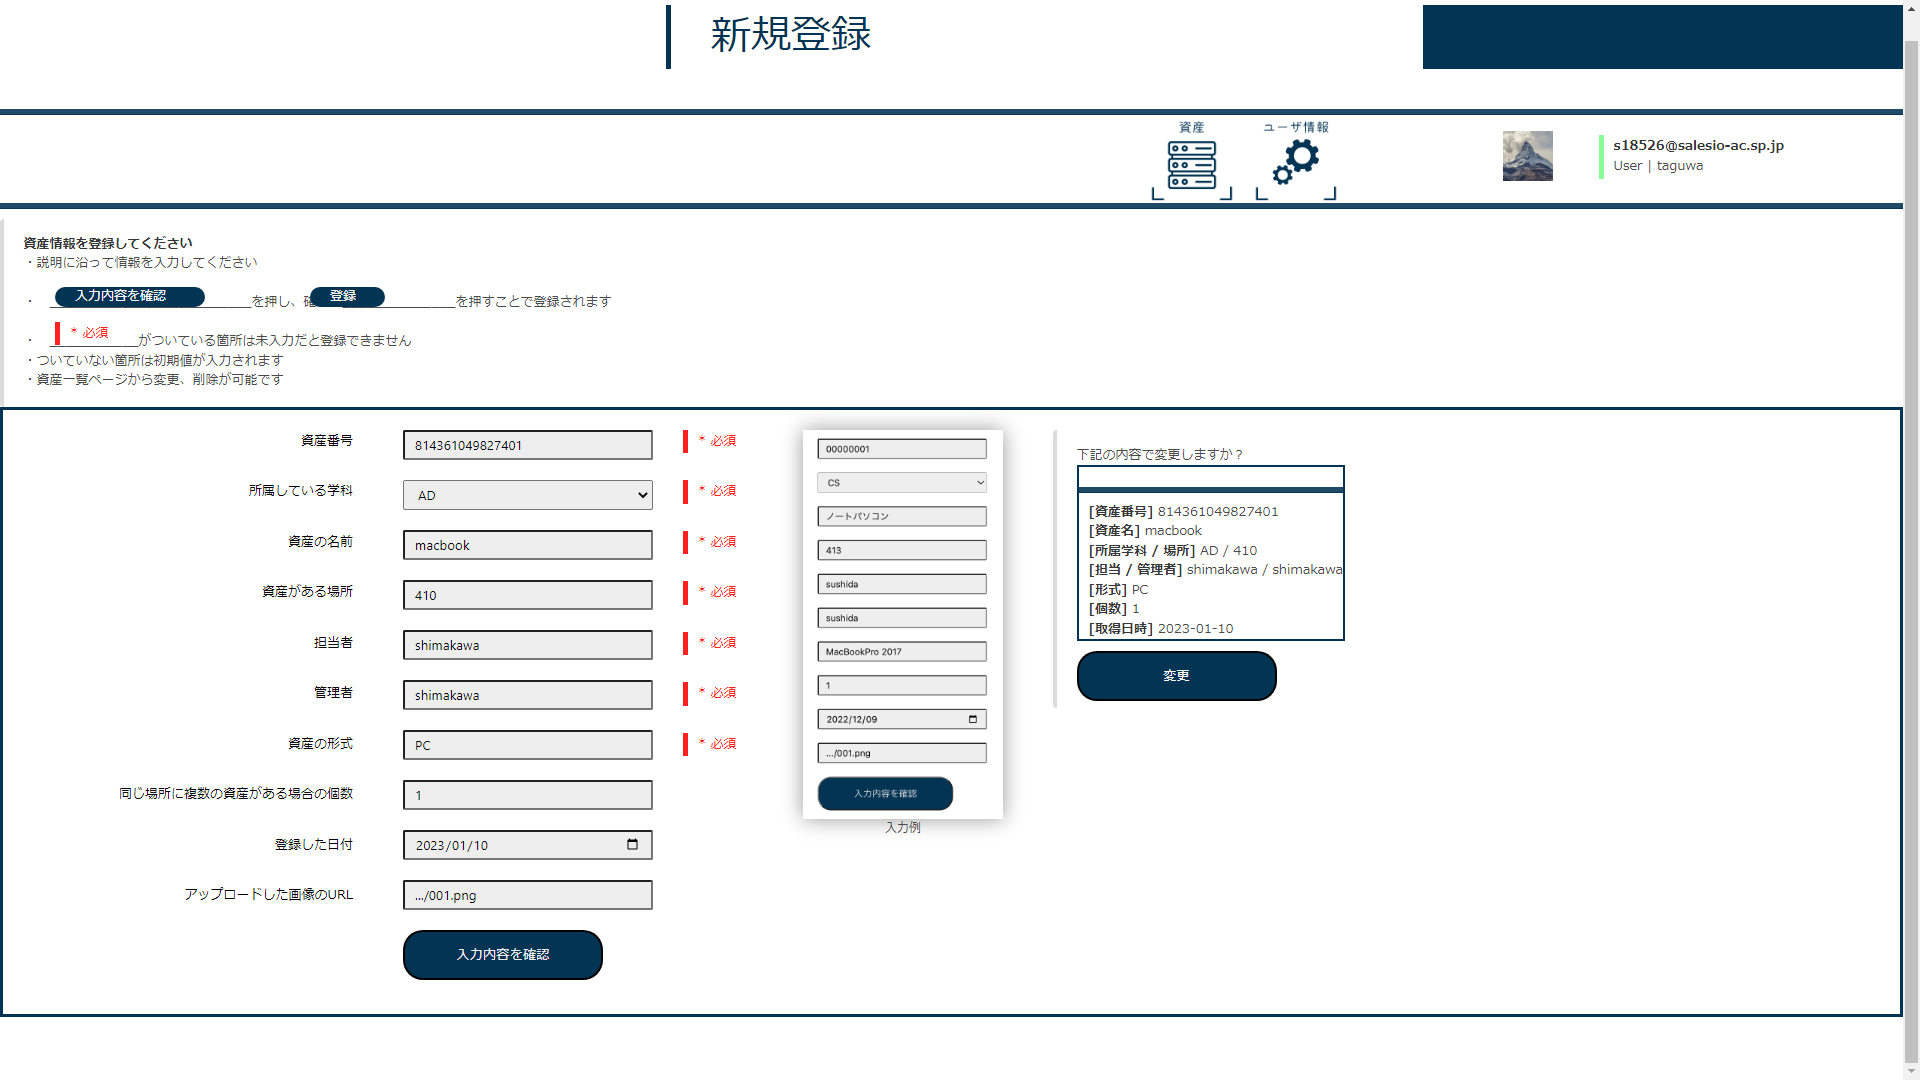 新規登録
資産
ユーザ情報
s18526@salesio-ac.sp.jp
User | taguwa
資産情報を登録してください
・説明に沿って情報を入力してください
・ 入力内容を確認 を押し、確 登録 を押すことで登録されます
・ * 必須 がついている箇所は未入力だと登録できません
・ついていない箇所は初期値が入力されます
・資産一覧ページから変更、削除が可能です
資産番号 814361049827401 * 必須
所属している学科 AD * 必須
資産の名前 macbook * 必須
資産がある場所 410 * 必須
担当者 shimakawa * 必須
管理者 shimakawa * 必須
資産の形式 PC * 必須
同じ場所に複数の資産がある場合の個数 1
登録した日付 2023/01/10
アップロードした画像のURL .../001.png
入力内容を確認
00000001
CS
ノートパソコン
413
sushida
sushida
MacBookPro 2017
1
2022/12/09
.../001.png
入力内容を確認
入力例
下記の内容で変更しますか？
[資産番号] 814361049827401
[資産名] macbook
[所属学科 / 場所] AD / 410
[担当 / 管理者] shimakawa / shimakawa
[形式] PC
[個数] 1
[取得日時] 2023-01-10
変更